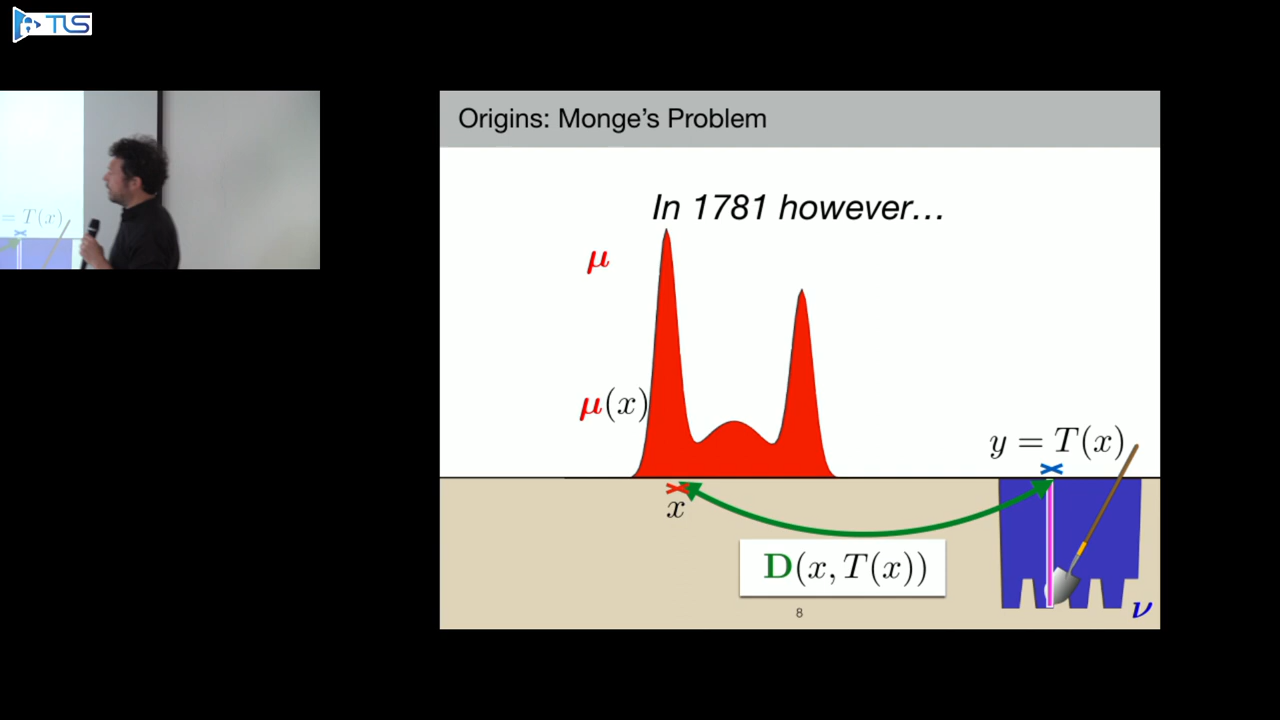 TLS
Origins: Monge's Problem
In 1781 however…
μ
μ(x)
y = T(x)
= T(x)
x
D(x, T(x))
8
ν